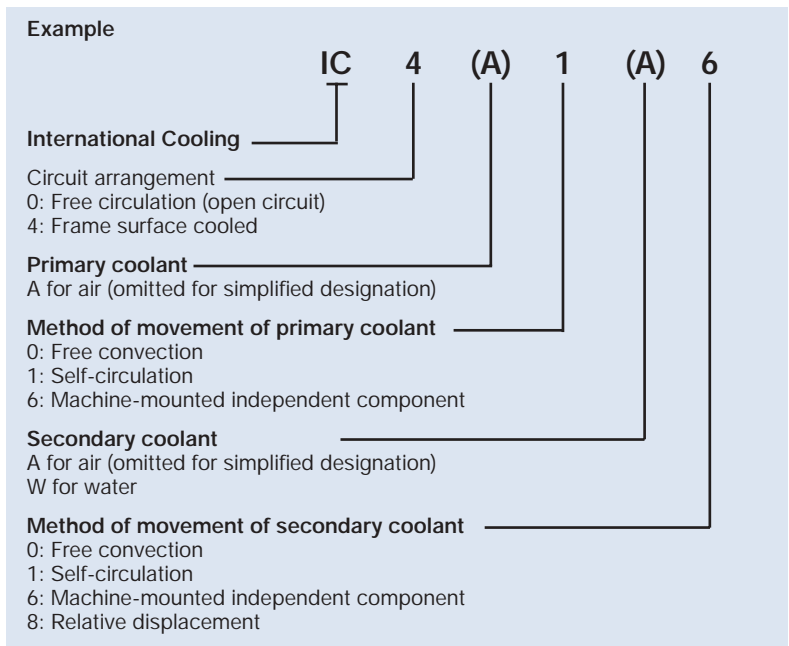 Example
IC 4 (A) 1 (A) 6
International Cooling
Circuit arrangement
0: Free circulation (open circuit)
4: Frame surface cooled
Primary coolant
A for air (omitted for simplified designation)
Method of movement of primary coolant
0: Free convection
1: Self-circulation
6: Machine-mounted independent component
Secondary coolant
A for air (omitted for simplified designation)
W for water
Method of movement of secondary coolant
0: Free convection
1: Self-circulation
6: Machine-mounted independent component
8: Relative displacement